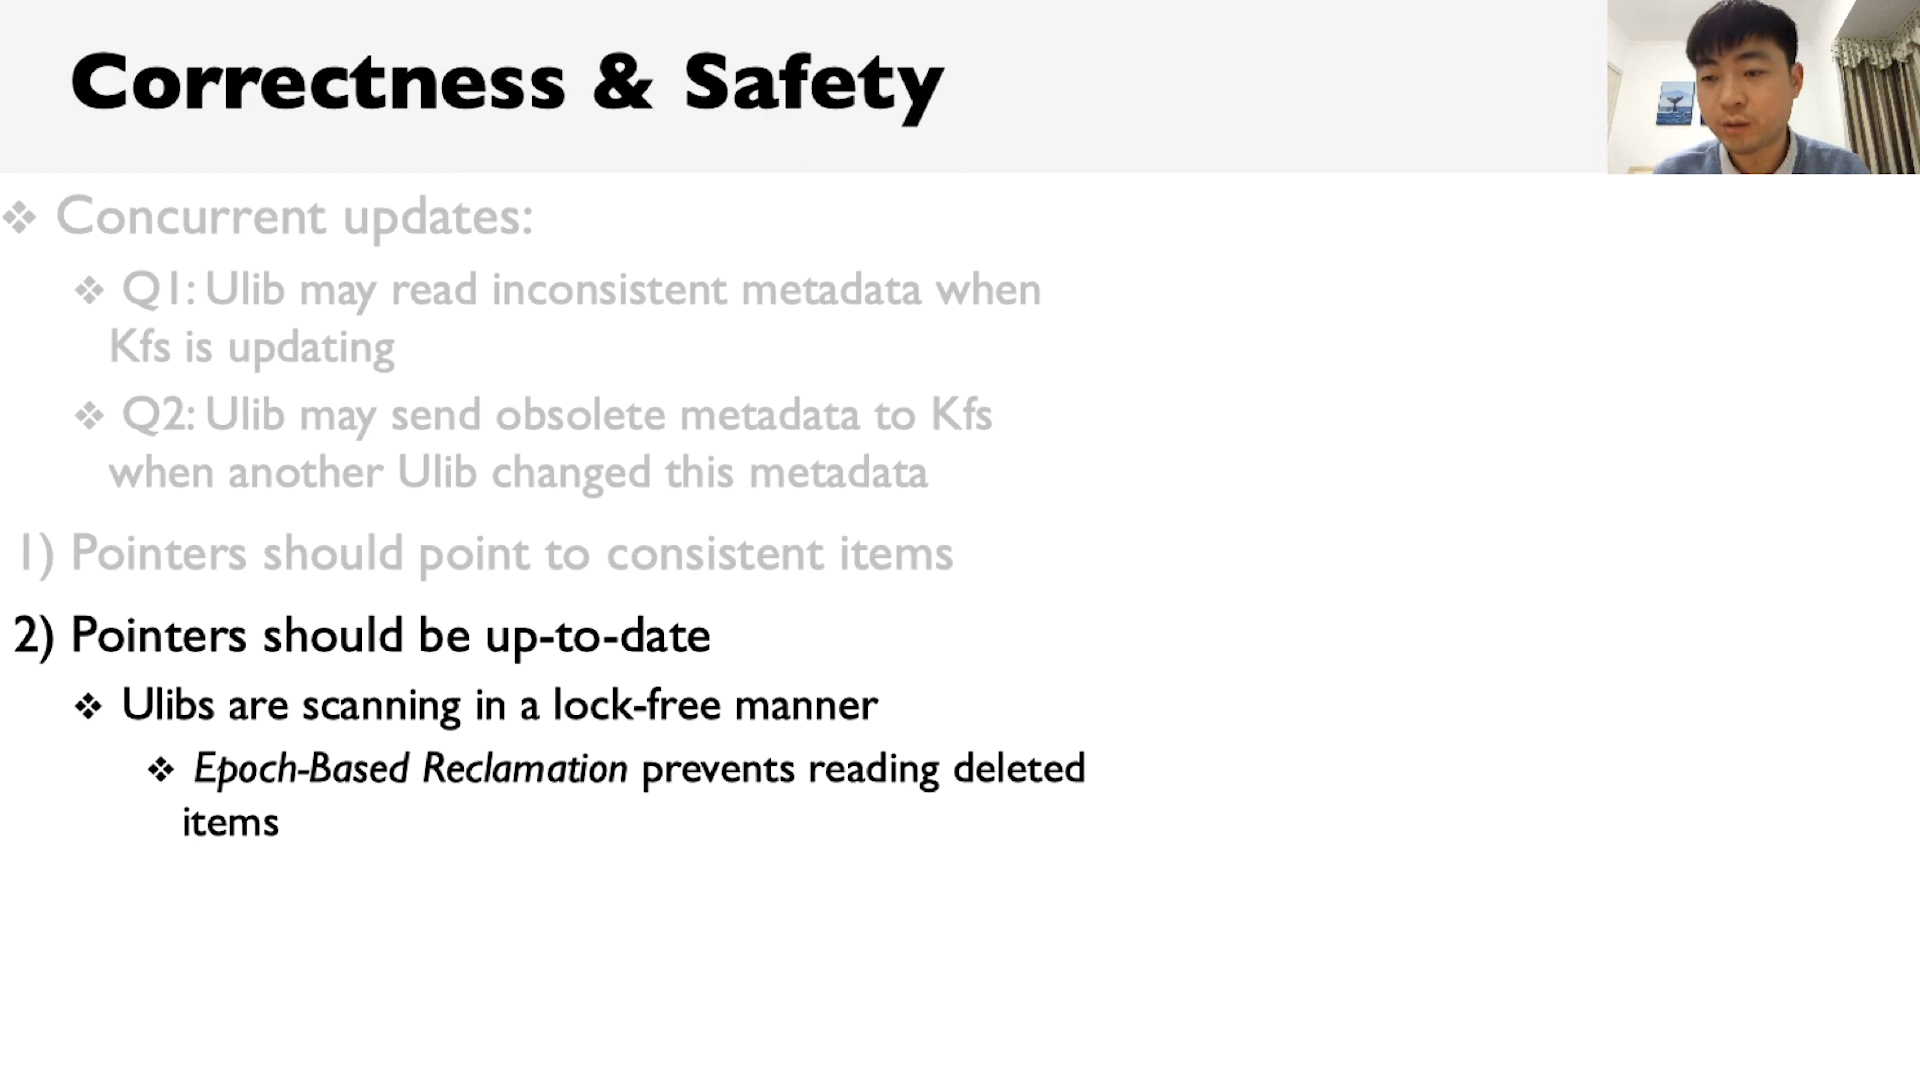 Correctness & Safety
❖ Concurrent updates:
❖ Q1: Ulib may read inconsistent metadata when
Kfs is updating
❖ Q2: Ulib may send obsolete metadata to Kfs
when another Ulib changed this metadata
1) Pointers should point to consistent items
2) Pointers should be up-to-date
❖ Ulibs are scanning in a lock-free manner
❖ Epoch-Based Reclamation prevents reading deleted
items